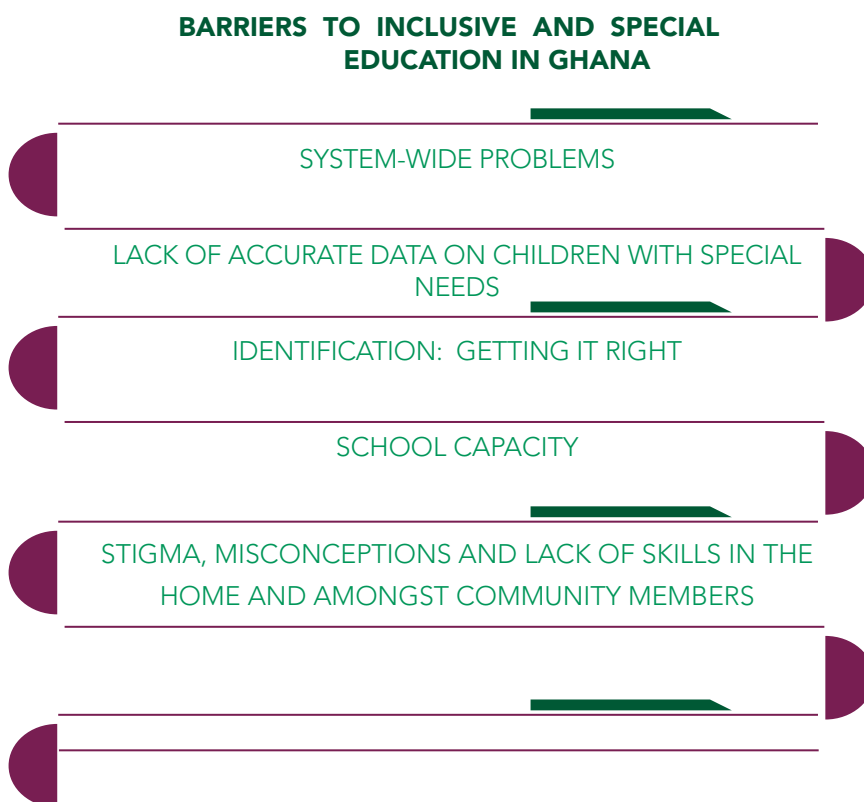 BARRIERS TO INCLUSIVE AND SPECIAL
EDUCATION IN GHANA
SYSTEM-WIDE PROBLEMS
LACK OF ACCURATE DATA ON CHILDREN WITH SPECIAL
NEEDS
IDENTIFICATION: GETTING IT RIGHT
SCHOOL CAPACITY
STIGMA, MISCONCEPTIONS AND LACK OF SKILLS IN THE
HOME AND AMONGST COMMUNITY MEMBERS